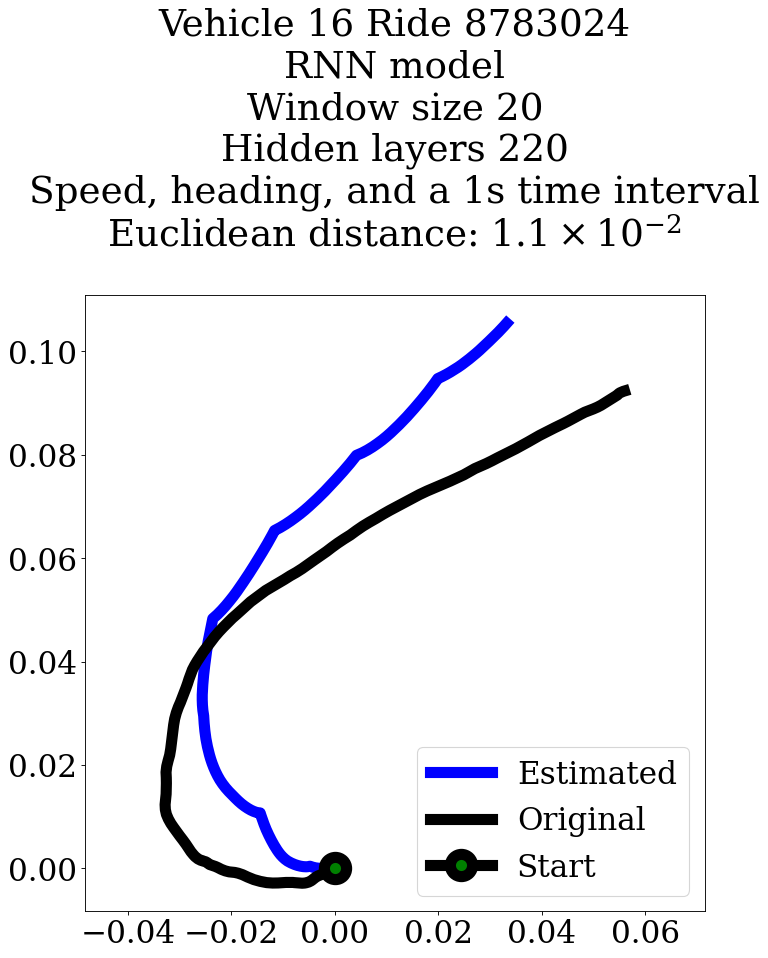 Vehicle 16 Ride 8783024
RNN model
Window size 20
Hidden layers 220
Speed, heading, and a 1s time interval
Euclidean distance: 1.1 × 10⁻²
0.10
0.08
0.06
0.04
0.02
0.00
Estimated
Original
Start
−0.04 −0.02 0.00 0.02 0.04 0.06